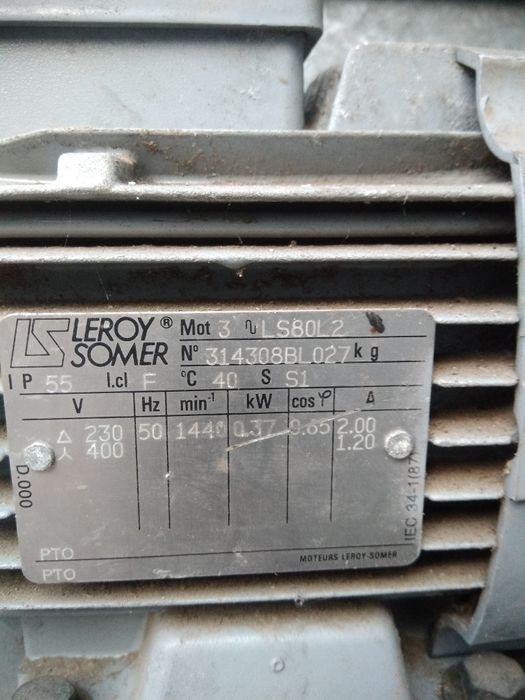 LEROY®
SOMER
Mot 3 ∿ LS80L2
N° 314308BL027 kg
IP 55 I.cl F °C 40 S S1
V Hz min⁻¹ kW cosφ A
Δ 230 50 1440 0.37 0.65 2.00
⅄ 400 1.20
D.000
IEC 34-1(87)
PTO
MOTEURS LEROY-SOMER
PTO